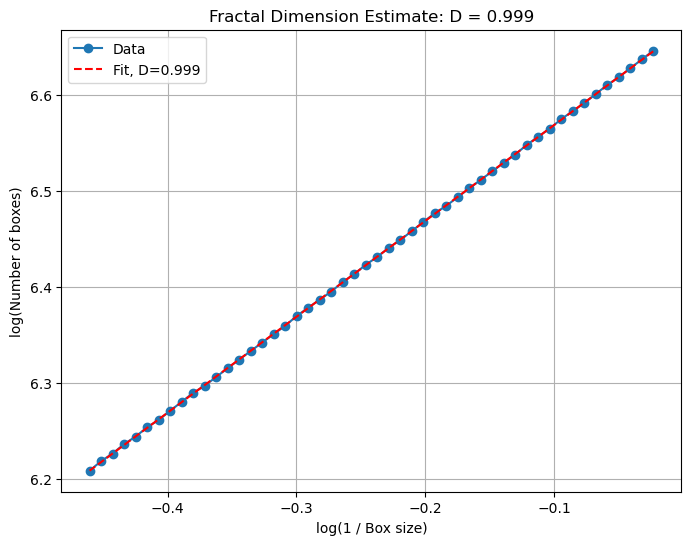 Fractal Dimension Estimate: D = 0.999
Data
Fit, D=0.999
log(Number of boxes)
6.6
6.5
6.4
6.3
6.2
−0.4
−0.3
−0.2
−0.1
log(1 / Box size)